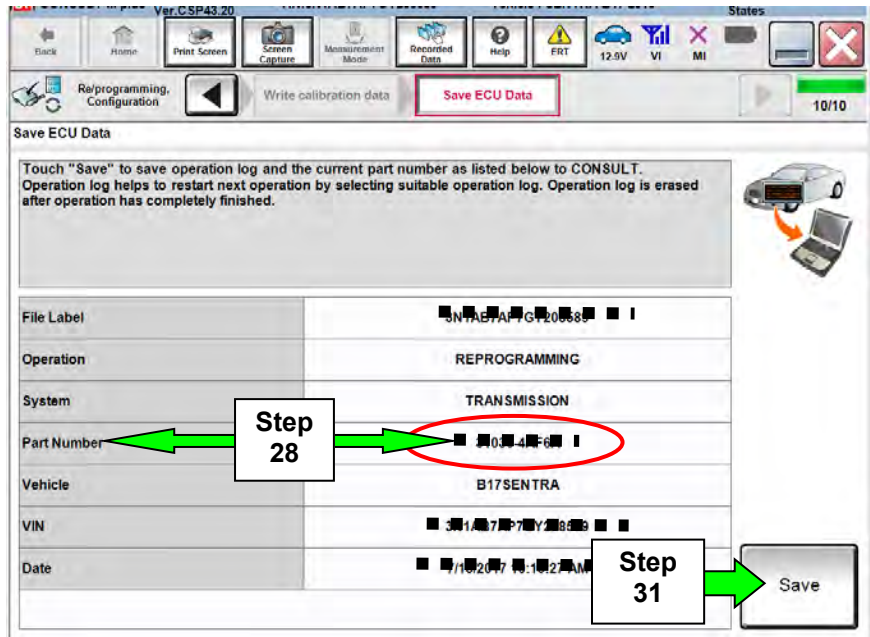 Ver.CSP43.20
States
Back
Home
Print Screen
Screen
Capture
Measurement
Mode
Recorded
Data
Help
ERT
12.9V
VI
MI
Re/programming,
Configuration
Write calibration data
Save ECU Data
10/10
Save ECU Data
Touch "Save" to save operation log and the current part number as listed below to CONSULT.
Operation log helps to restart next operation by selecting suitable operation log. Operation log is erased
after operation has completely finished.
File Label
Operation
REPROGRAMMING
System
TRANSMISSION
Step
28
Part Number
Vehicle
B17SENTRA
VIN
Date
Step
31
Save